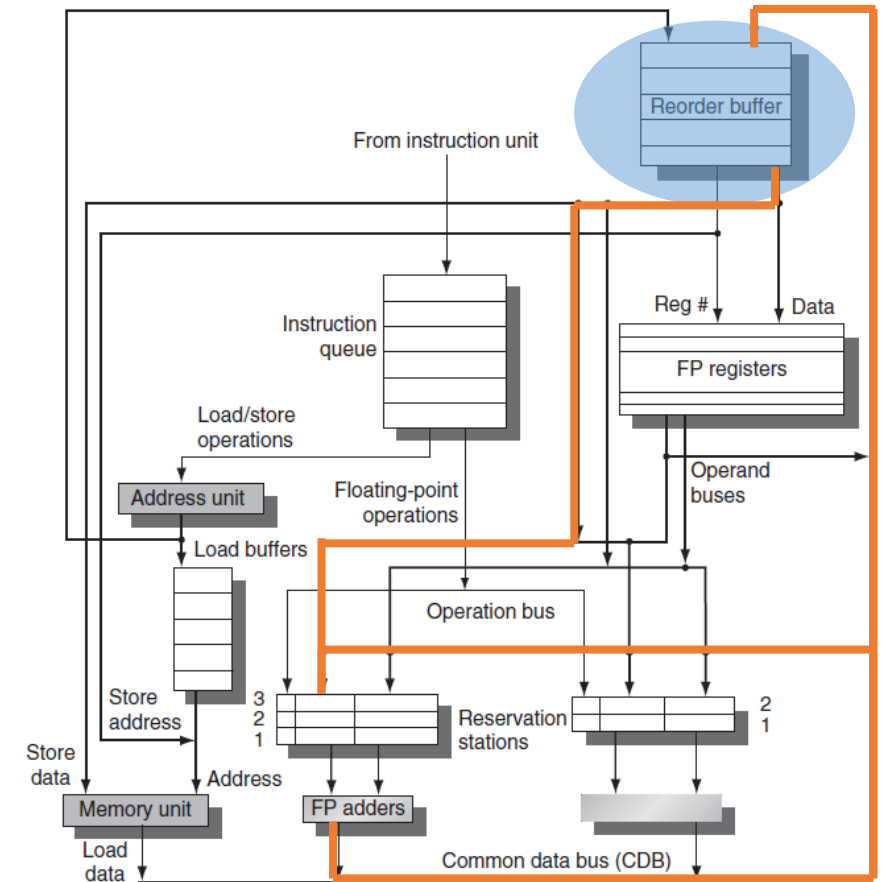 Reorder buffer
From instruction unit
Reg #
Data
Instruction
queue
FP registers
Load/store
operations
Operand
buses
Address unit
Floating-point
operations
Load buffers
Operation bus
Store
address
3
2
1
Reservation
stations
2
1
Store
data
Address
Memory unit
FP adders
Load
data
Common data bus (CDB)